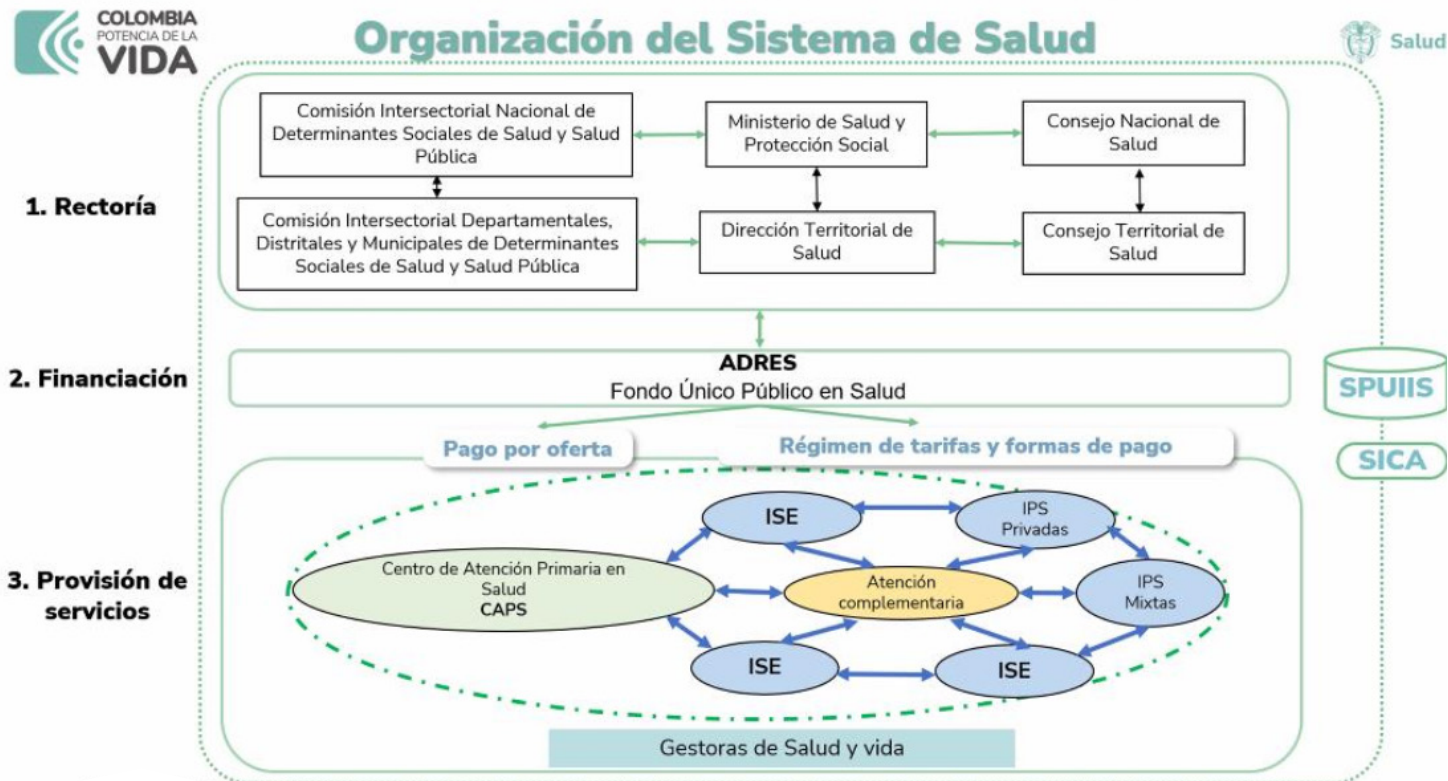 COLOMBIA
POTENCIA DE LA
VIDA
Organización del Sistema de Salud
Salud
1. Rectoría
Comisión Intersectorial Nacional de
Determinantes Sociales de Salud y Salud
Pública
Ministerio de Salud y
Protección Social
Consejo Nacional de
Salud
Comisión Intersectorial Departamentales,
Distritales y Municipales de Determinantes
Sociales de Salud y Salud Pública
Dirección Territorial de
Salud
Consejo Territorial de
Salud
2. Financiación
ADRES
Fondo Único Público en Salud
SPUIIS
Pago por oferta
Régimen de tarifas y formas de pago
SICA
3. Provisión de
servicios
Centro de Atención Primaria en
Salud
CAPS
ISE
IPS
Privadas
Atención
complementaria
IPS
Mixtas
ISE
ISE
Gestoras de Salud y vida